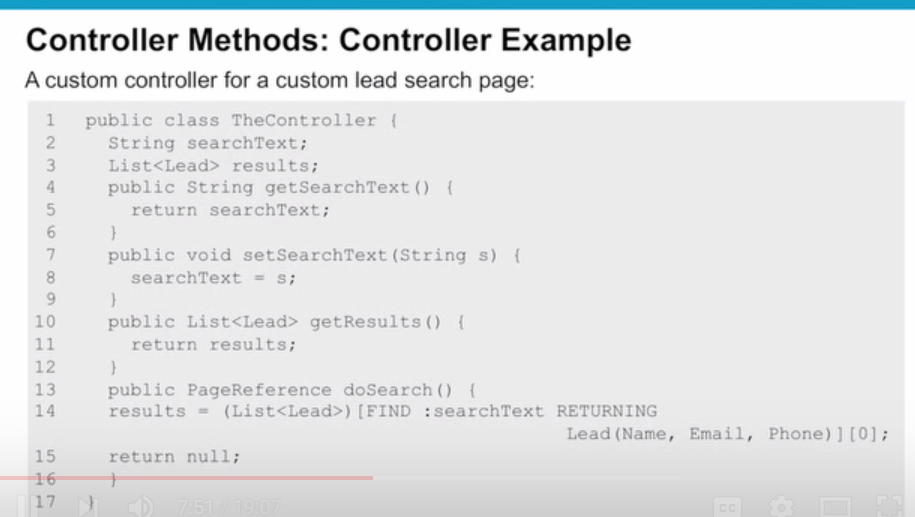 Controller Methods: Controller Example
A custom controller for a custom lead search page:
1 public class TheController {
2 String searchText;
3 List<Lead> results;
4 public String getSearchText() {
5 return searchText;
6 }
7 public void setSearchText(String s) {
8 searchText = s;
9 }
10 public List<Lead> getResults() {
11 return results;
12 }
13 public PageReference doSearch() {
14 results = (List<Lead>)[FIND :searchText RETURNING
Lead(Name, Email, Phone)][0];
15 return null;
16 }
17 }
7:51 / 19:07
CC